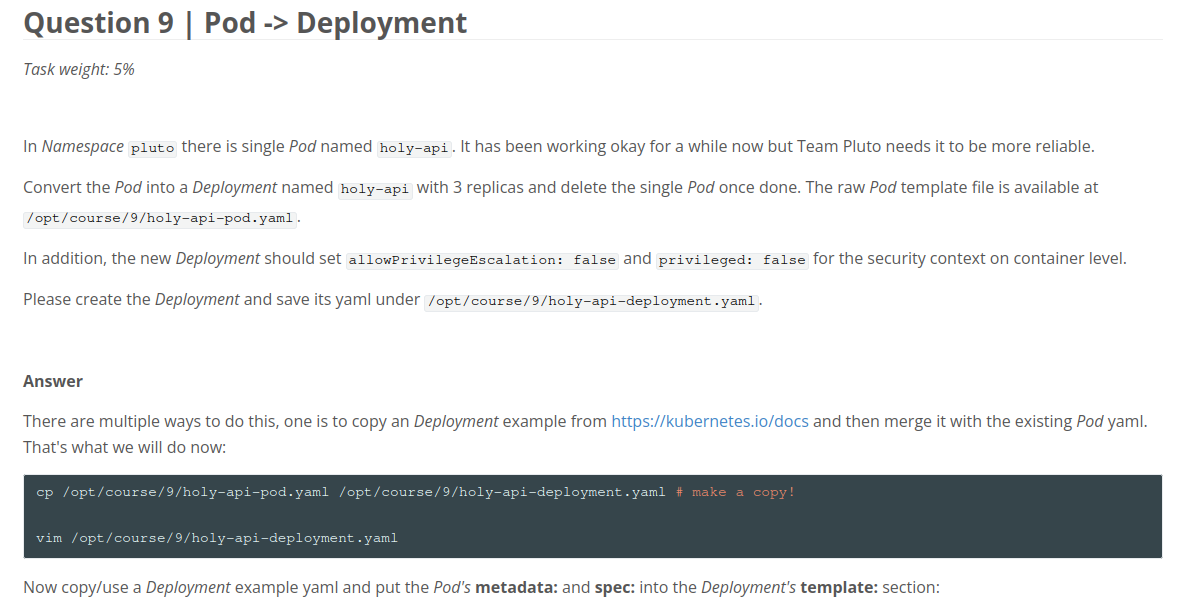 Question 9 | Pod -> Deployment
Task weight: 5%
In Namespace pluto there is single Pod named holy-api. It has been working okay for a while now but Team Pluto needs it to be more reliable.
Convert the Pod into a Deployment named holy-api with 3 replicas and delete the single Pod once done. The raw Pod template file is available at
/opt/course/9/holy-api-pod.yaml.
In addition, the new Deployment should set allowPrivilegeEscalation: false and privileged: false for the security context on container level.
Please create the Deployment and save its yaml under /opt/course/9/holy-api-deployment.yaml.
Answer
There are multiple ways to do this, one is to copy an Deployment example from https://kubernetes.io/docs and then merge it with the existing Pod yaml.
That's what we will do now:
cp /opt/course/9/holy-api-pod.yaml /opt/course/9/holy-api-deployment.yaml # make a copy!
vim /opt/course/9/holy-api-deployment.yaml
Now copy/use a Deployment example yaml and put the Pod's metadata: and spec: into the Deployment's template: section: